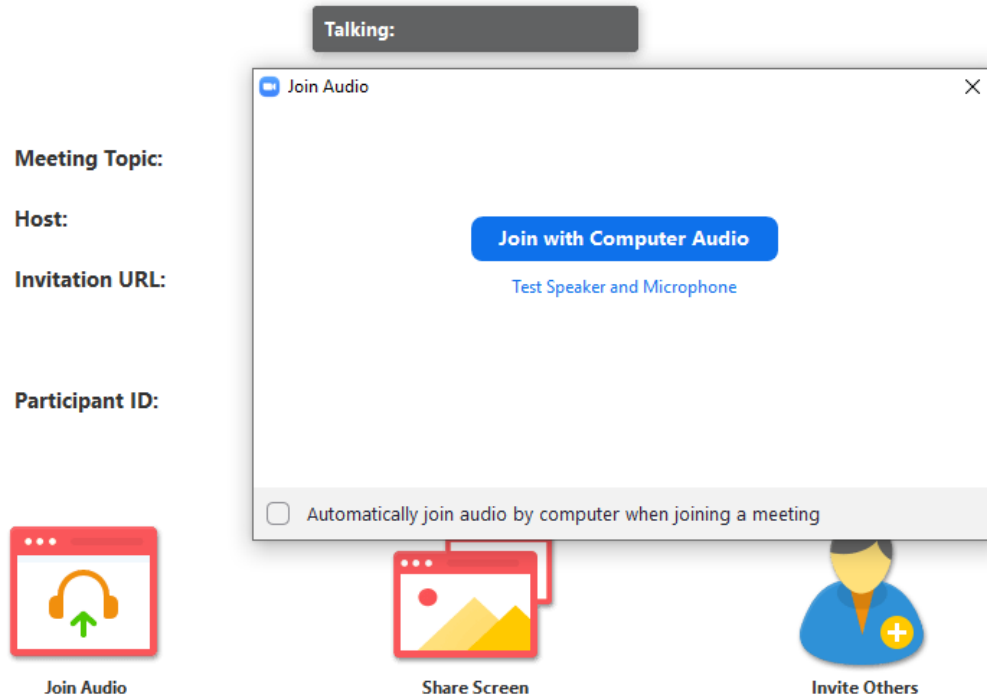 Talking:
Join Audio
Meeting Topic:
Host:
Invitation URL:
Participant ID:
Join with Computer Audio
Test Speaker and Microphone
Automatically join audio by computer when joining a meeting
Join Audio
Share Screen
Invite Others